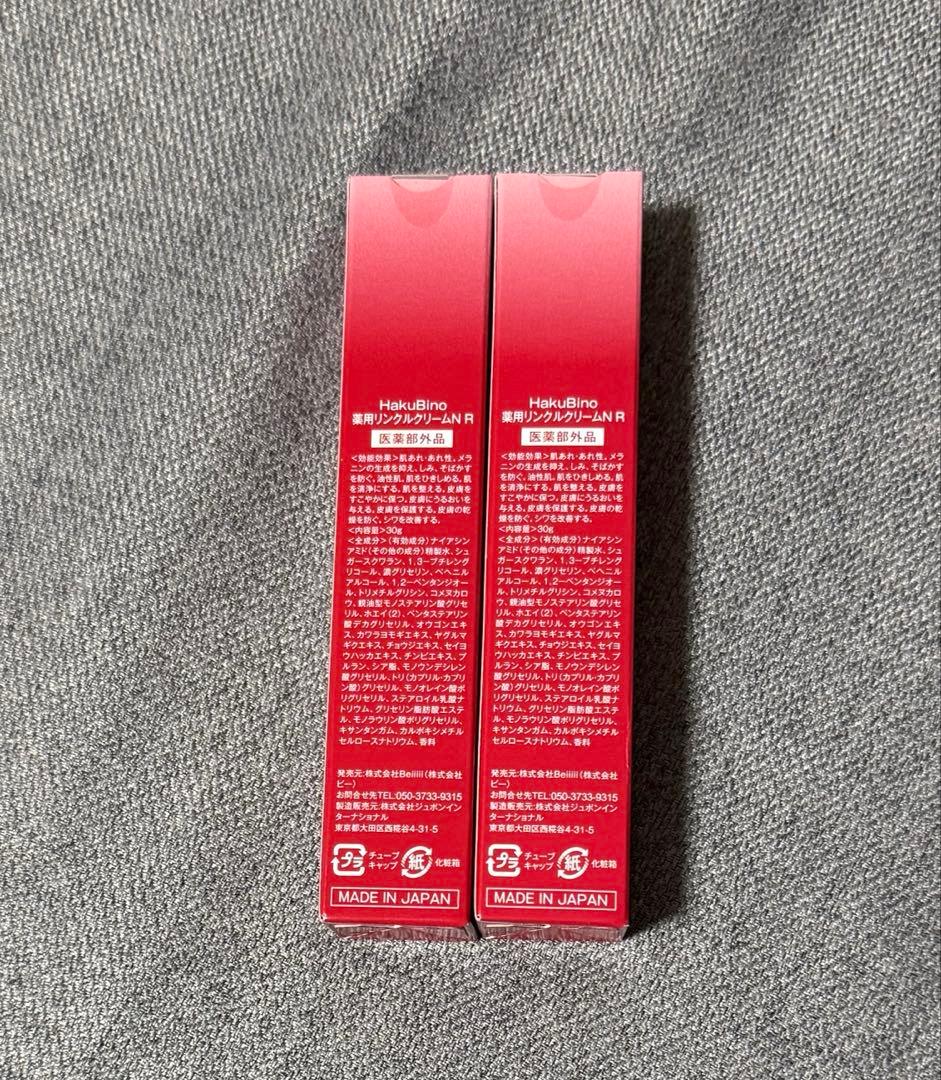 HakuBino
薬用リンクルクリームN R
医薬部外品
<効能効果>肌あれ・あれ性。メラ
ニンの生成を抑え、しみ、そばかす
を防ぐ。油性肌。肌をひきしめる。肌
を清浄にする。肌を整える。皮膚を
すこやかに保つ。皮膚にうるおいを
与える。皮膚を保護する。皮膚の乾
燥を防ぐ。シワを改善する。
<内容量>30g
<全成分>(有効成分)ナイアシン
アミド(その他の成分)精製水、シュ
ガースクワラン、1,3-ブチレング
リコール、濃グリセリン、ベヘニル
アルコール、1,2-ペンタンジオー
ル、トリメチルグリシン、コメヌカロ
ウ、親油型モノステアリン酸グリセ
リル、ホエイ(2)、ペンタステアリン
酸デカグリセリル、オウゴンエキ
ス、カワラヨモギエキス、ヤグルマ
ギクエキス、チョウジエキス、セイヨ
ウハッカエキス、チンピエキス、プ
ルラン、シア脂、モノウンデシレン
酸グリセリル、トリ(カプリル・カプリ
ン酸)グリセリル、モノオレイン酸ポ
リグリセリル、ステアロイル乳酸ナ
トリウム、グリセリン脂肪酸エステ
ル、モノラウリン酸ポリグリセリル、
キサンタンガム、カルボキシメチル
セルロースナトリウム、香料
発売元:株式会社Beiiiii(株式会社
ビー)
お問合せ先TEL:050-3733-9315
製造販売元:株式会社ジュポンイン
ターナショナル
東京都大田区西糀谷4-31-5
プラ チューブ
キャップ 紙 化粧箱
MADE IN JAPAN
HakuBino
薬用リンクルクリームN R
医薬部外品
<効能効果>肌あれ・あれ性。メラ
ニンの生成を抑え、しみ、そばかす
を防ぐ。油性肌。肌をひきしめる。肌
を清浄にする。肌を整える。皮膚を
すこやかに保つ。皮膚にうるおいを
与える。皮膚を保護する。皮膚の乾
燥を防ぐ。シワを改善する。
<内容量>30g
<全成分>(有効成分)ナイアシン
アミド(その他の成分)精製水、シュ
ガースクワラン、1,3-ブチレング
リコール、濃グリセリン、ベヘニル
アルコール、1,2-ペンタンジオー
ル、トリメチルグリシン、コメヌカロ
ウ、親油型モノステアリン酸グリセ
リル、ホエイ(2)、ペンタステアリン
酸デカグリセリル、オウゴンエキ
ス、カワラヨモギエキス、ヤグルマ
ギクエキス、チョウジエキス、セイヨ
ウハッカエキス、チンピエキス、プ
ルラン、シア脂、モノウンデシレン
酸グリセリル、トリ(カプリル・カプリ
ン酸)グリセリル、モノオレイン酸ポ
リグリセリル、ステアロイル乳酸ナ
トリウム、グリセリン脂肪酸エステ
ル、モノラウリン酸ポリグリセリル、
キサンタンガム、カルボキシメチル
セルロースナトリウム、香料
発売元:株式会社Beiiiii(株式会社
ビー)
お問合せ先TEL:050-3733-9315
製造販売元:株式会社ジュポンイン
ターナショナル
東京都大田区西糀谷4-31-5
プラ チューブ
キャップ 紙 化粧箱
MADE IN JAPAN